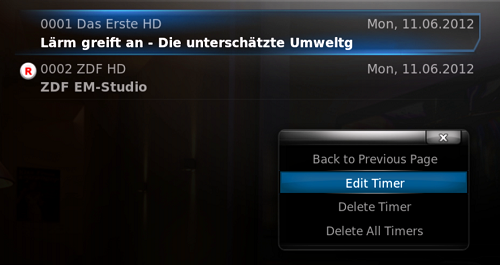 0001 Das Erste HD Mon, 11.06.2012
Lärm greift an - Die unterschätzte Umweltg
R 0002 ZDF HD Mon, 11.06.2012
ZDF EM-Studio
x
Back to Previous Page
Edit Timer
Delete Timer
Delete All Timers